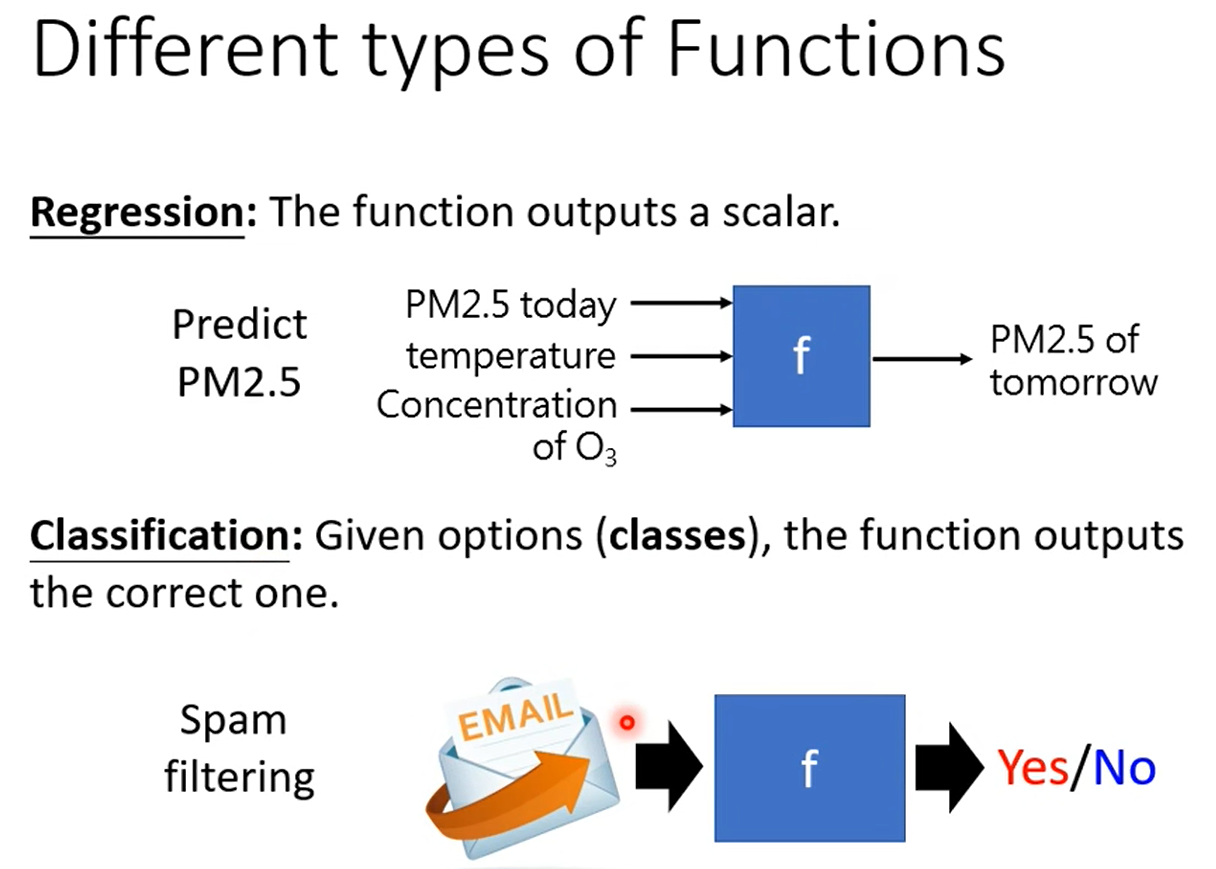 Different types of Functions
Regression: The function outputs a scalar.
Predict
PM2.5
PM2.5 today
temperature
Concentration
of O₃
f
PM2.5 of
tomorrow
Classification: Given options (classes), the function outputs
the correct one.
Spam
filtering
EMAIL
f
Yes/No